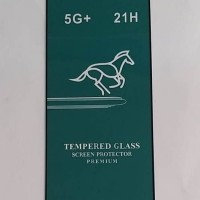 5G+ 21H
TEMPERED GLASS
SCREEN PROTECTOR
PREMIUM